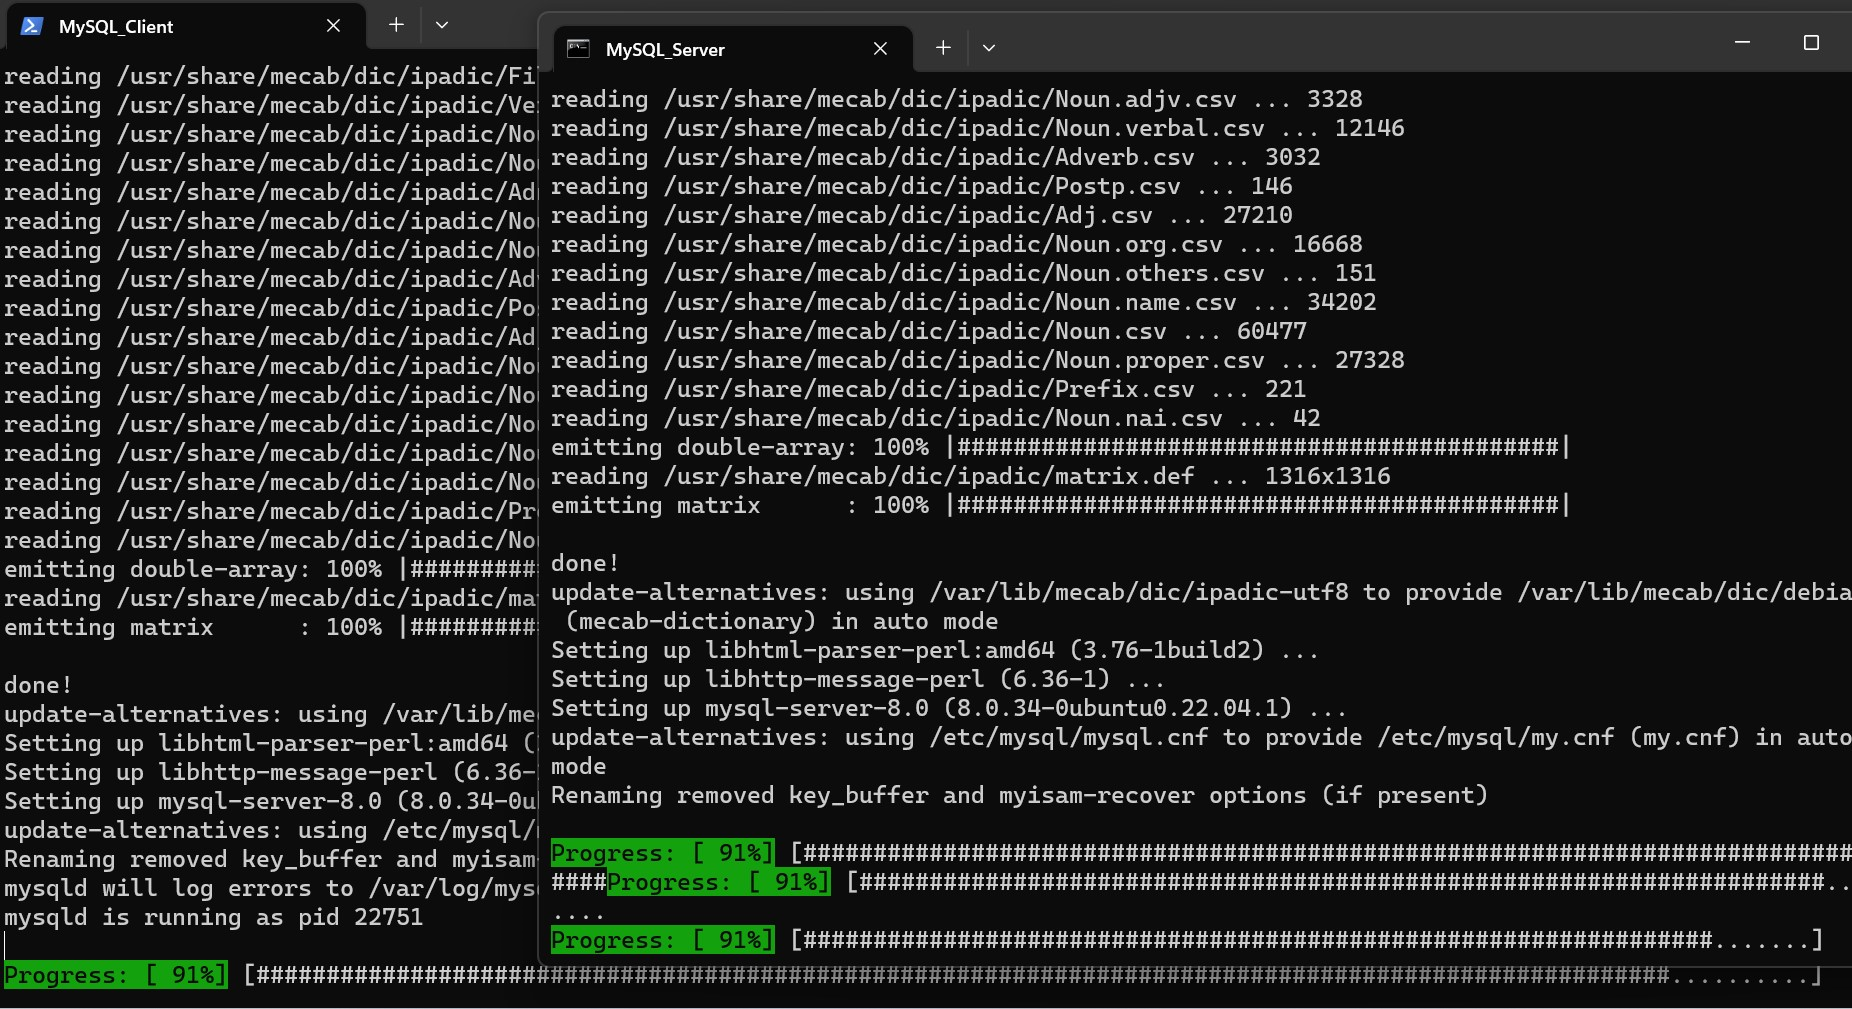 MySQL_Client
reading /usr/share/mecab/dic/ipadic/Fi
reading /usr/share/mecab/dic/ipadic/Ve
reading /usr/share/mecab/dic/ipadic/No
reading /usr/share/mecab/dic/ipadic/No
reading /usr/share/mecab/dic/ipadic/Ad
reading /usr/share/mecab/dic/ipadic/No
reading /usr/share/mecab/dic/ipadic/No
reading /usr/share/mecab/dic/ipadic/Ad
reading /usr/share/mecab/dic/ipadic/Po
reading /usr/share/mecab/dic/ipadic/Ad
reading /usr/share/mecab/dic/ipadic/No
reading /usr/share/mecab/dic/ipadic/No
reading /usr/share/mecab/dic/ipadic/No
reading /usr/share/mecab/dic/ipadic/No
reading /usr/share/mecab/dic/ipadic/No
reading /usr/share/mecab/dic/ipadic/Pr
reading /usr/share/mecab/dic/ipadic/No
emitting double-array: 100% |#########
reading /usr/share/mecab/dic/ipadic/ma
emitting matrix      : 100% |#########
done!
update-alternatives: using /var/lib/me
Setting up libhtml-parser-perl:amd64 (
Setting up libhttp-message-perl (6.36-
Setting up mysql-server-8.0 (8.0.34-0u
update-alternatives: using /etc/mysql/
Renaming removed key_buffer and myisam
mysqld will log errors to /var/log/mys
mysqld is running as pid 22751
Progress: [ 91%] [#####################################################################################################..........]
MySQL_Server
reading /usr/share/mecab/dic/ipadic/Noun.adjv.csv ... 3328
reading /usr/share/mecab/dic/ipadic/Noun.verbal.csv ... 12146
reading /usr/share/mecab/dic/ipadic/Adverb.csv ... 3032
reading /usr/share/mecab/dic/ipadic/Postp.csv ... 146
reading /usr/share/mecab/dic/ipadic/Adj.csv ... 27210
reading /usr/share/mecab/dic/ipadic/Noun.org.csv ... 16668
reading /usr/share/mecab/dic/ipadic/Noun.others.csv ... 151
reading /usr/share/mecab/dic/ipadic/Noun.name.csv ... 34202
reading /usr/share/mecab/dic/ipadic/Noun.csv ... 60477
reading /usr/share/mecab/dic/ipadic/Noun.proper.csv ... 27328
reading /usr/share/mecab/dic/ipadic/Prefix.csv ... 221
reading /usr/share/mecab/dic/ipadic/Noun.nai.csv ... 42
emitting double-array: 100% |###########################################|
reading /usr/share/mecab/dic/ipadic/matrix.def ... 1316x1316
emitting matrix      : 100% |###########################################|
done!
update-alternatives: using /var/lib/mecab/dic/ipadic-utf8 to provide /var/lib/mecab/dic/debia
(mecab-dictionary) in auto mode
Setting up libhtml-parser-perl:amd64 (3.76-1build2) ...
Setting up libhttp-message-perl (6.36-1) ...
Setting up mysql-server-8.0 (8.0.34-0ubuntu0.22.04.1) ...
update-alternatives: using /etc/mysql/mysql.cnf to provide /etc/mysql/my.cnf (my.cnf) in auto
mode
Renaming removed key_buffer and myisam-recover options (if present)
Progress: [ 91%] [###########################################################################
####Progress: [ 91%] [#####################################################################..
....
Progress: [ 91%] [#################################################################.......]